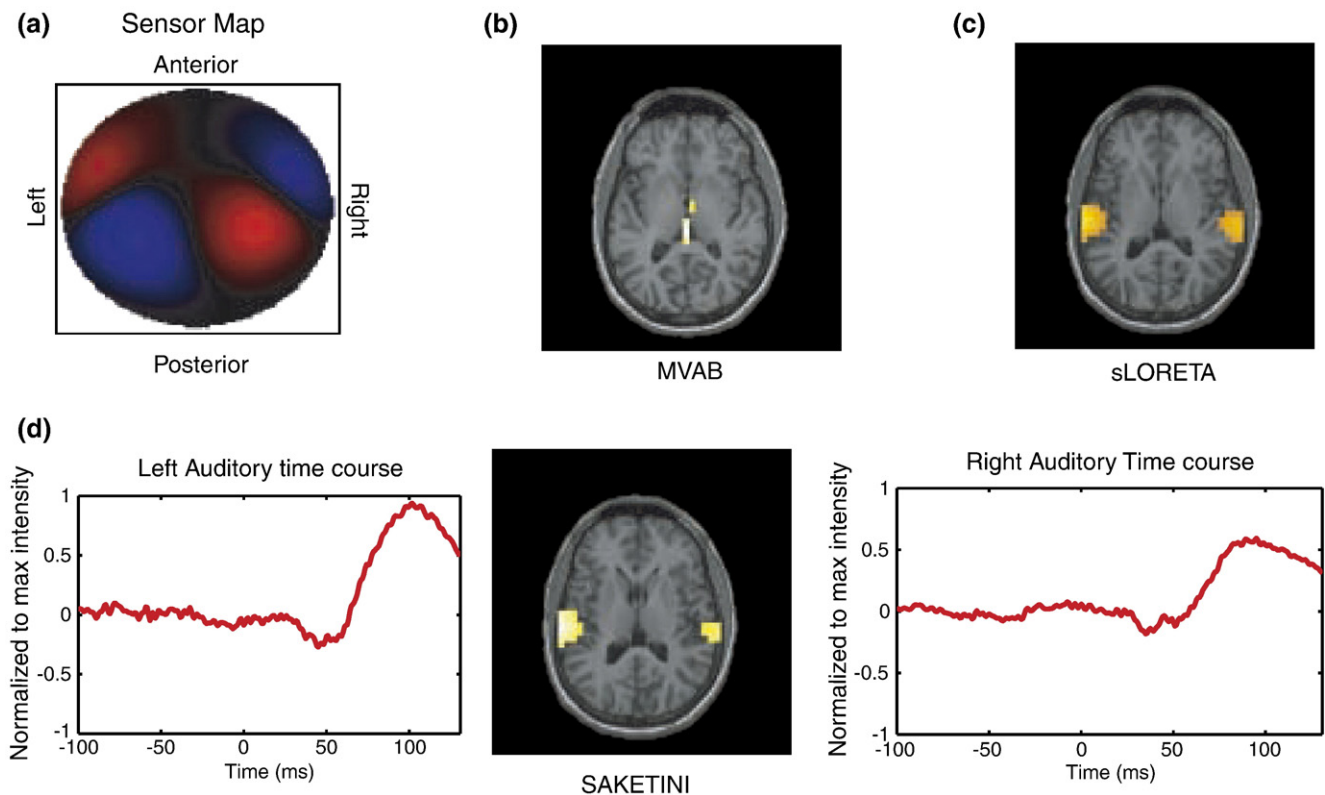 (a) Sensor Map
Anterior
Left
Right
Posterior
(b)
MVAB
(c)
sLORETA
(d)
Left Auditory time course
Normalized to max intensity
1
0.5
0
-0.5
-1
-100 -50 0 50 100
Time (ms)
SAKETINI
Right Auditory Time course
Normalized to max intensity
1
0.5
0
-0.5
-1
-100 -50 0 50 100
Time (ms)